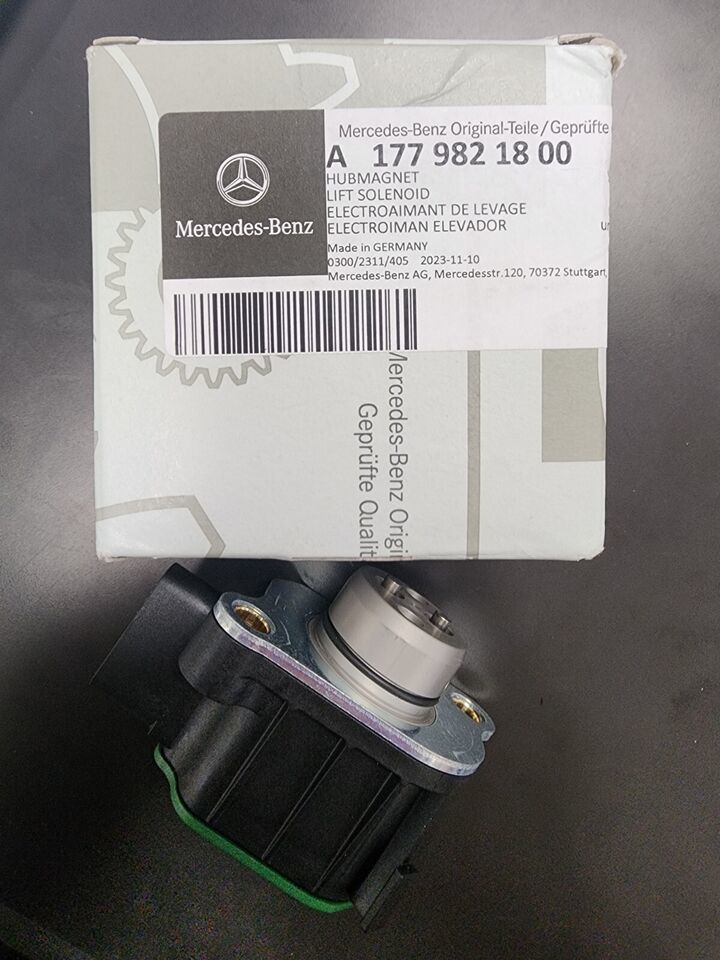 Mercedes-Benz Original-Teile/Geprüfte
A 177 982 18 00
HUBMAGNET
LIFT SOLENOID
ELECTROAIMANT DE LEVAGE
ELECTROIMAN ELEVADOR
Made in GERMANY
0300/2311/405 2023-11-10
Mercedes-Benz AG, Mercedesstr.120, 70372 Stuttgart,
Mercedes-Benz
Mercedes-Benz Origi
Geprüfte Qualit